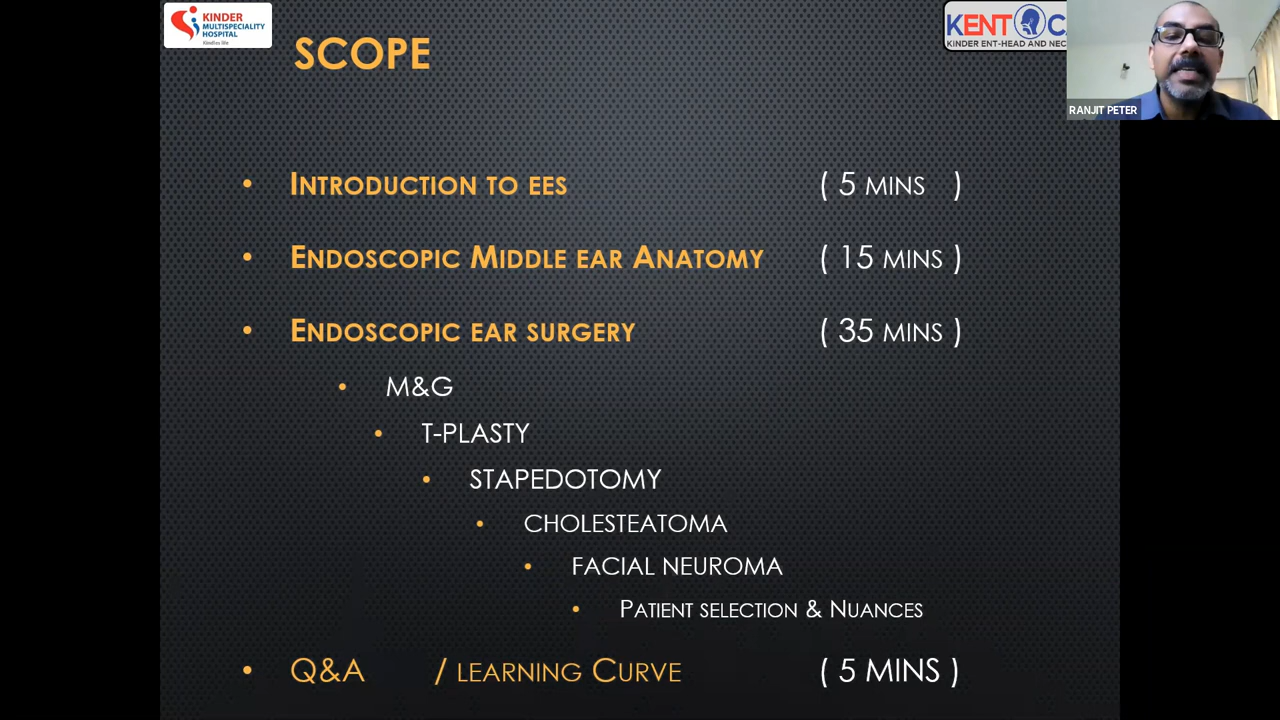 KINDER
MULTISPECIALITY
HOSPITAL
SCOPE
KENT CA
KINDER ENT-HEAD AND NEC
RANJIT PETER
• INTRODUCTION TO EES ( 5 MINS )
• ENDOSCOPIC MIDDLE EAR ANATOMY ( 15 MINS )
• ENDOSCOPIC EAR SURGERY ( 35 MINS )
• M&G
• T-PLASTY
• STAPEDOTOMY
• CHOLESTEATOMA
• FACIAL NEUROMA
• PATIENT SELECTION & NUANCES
• Q&A / LEARNING CURVE ( 5 MINS )